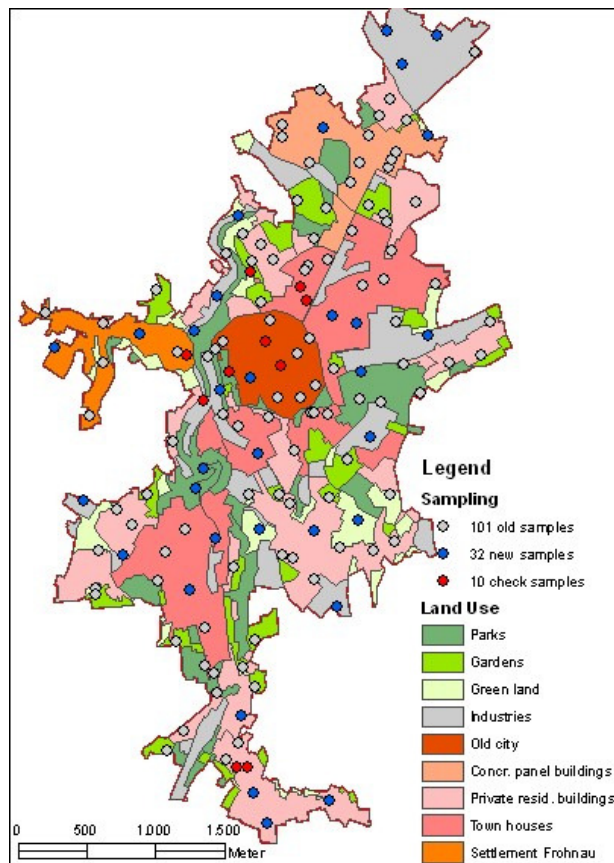 Legend
Sampling
101 old samples
32 new samples
10 check samples
Land Use
Parks
Gardens
Green land
Industries
Old city
Concr. panel buildings
Private resid. buildings
Town houses
Settlement Frohnau
0 500 1 000 1 500
Meter